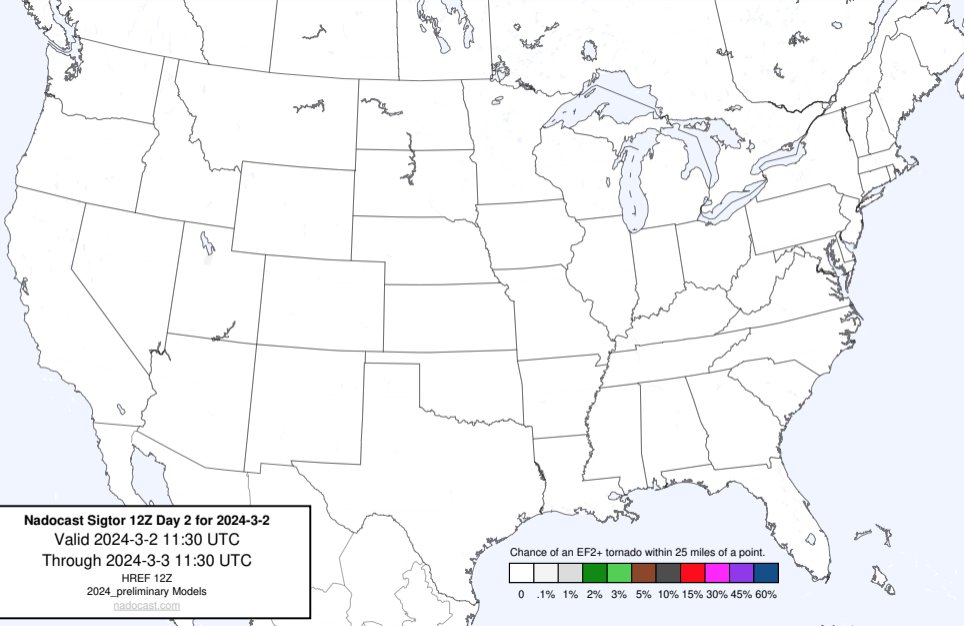 Nadocast Sigtor 12Z Day 2 for 2024-3-2
Valid 2024-3-2 11:30 UTC
Through 2024-3-3 11:30 UTC
HREF 12Z
2024_preliminary Models
nadocast.com
Chance of an EF2+ tornado within 25 miles of a point.
0 .1% 1% 2% 3% 5% 10% 15% 30% 45% 60%